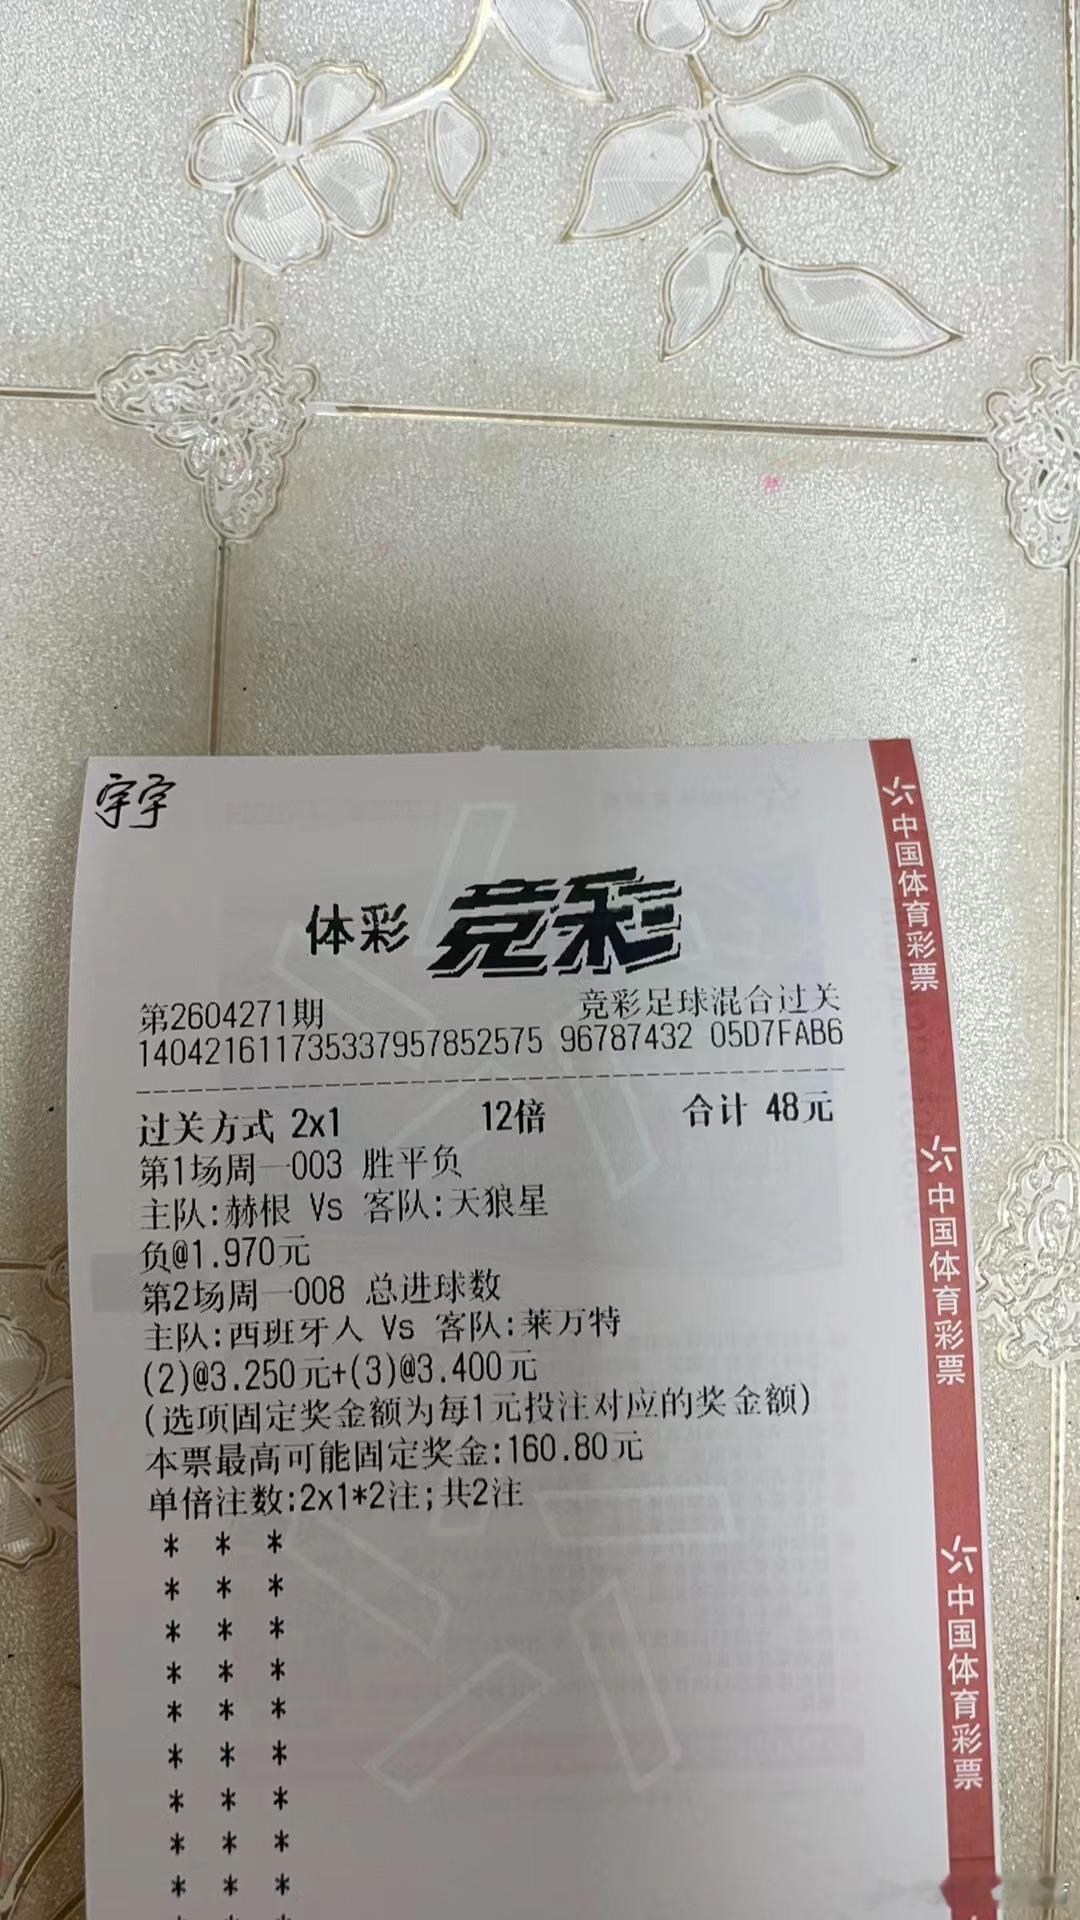 宇宇
体彩 竞彩
第2604271期 竞彩足球混合过关
140421611735337957852575 96787432 05D7FAB6
过关方式 2x1 12倍 合计 48元
第1场周一003 胜平负
主队:赫根 Vs 客队:天狼星
负@1.970元
第2场周一008 总进球数
主队:西班牙人 Vs 客队:莱万特
(2)@3.250元+(3)@3.400元
(选项固定奖金额为每1元投注对应的奖金额)
本票最高可能固定奖金:160.80元
单倍注数:2x1*2注;共2注
* * *
* * *
* * *
* * *
* * *
* * *
* * *
* * *
* * *
中国体育彩票
中国体育彩票
中国体育彩票